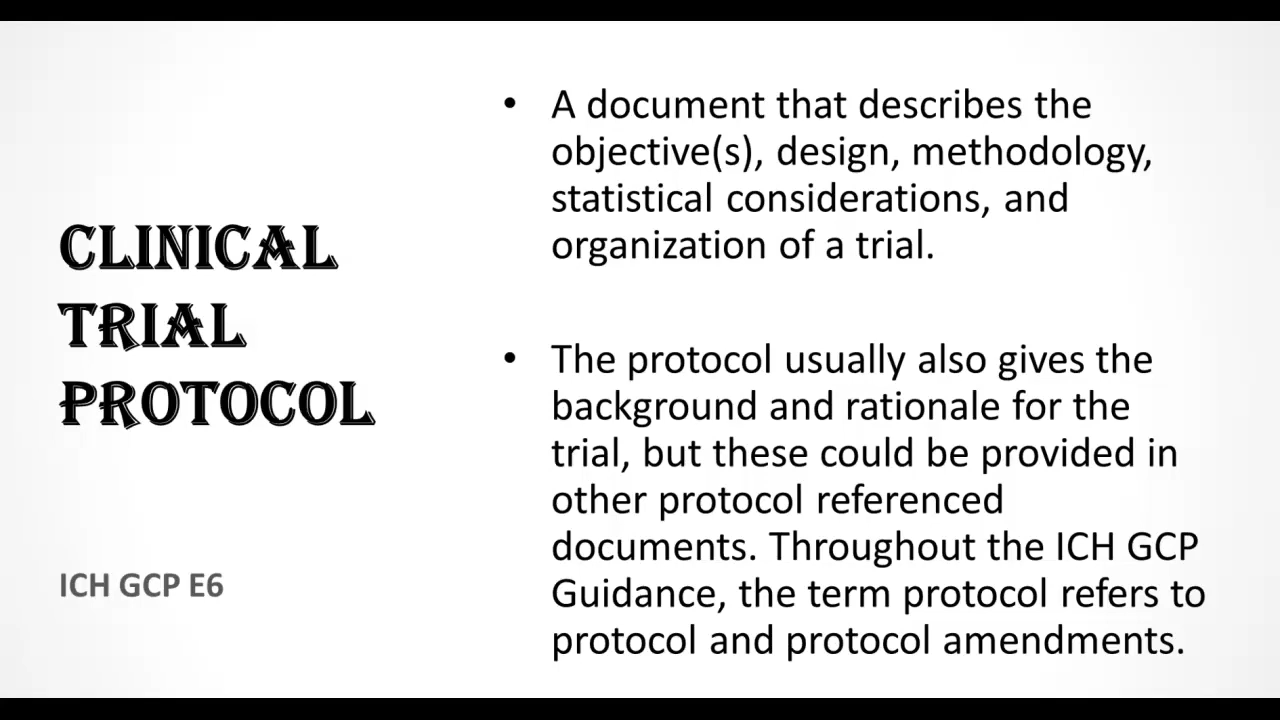 CLINICAL
TRIAL
PROTOCOL
ICH GCP E6
• A document that describes the
objective(s), design, methodology,
statistical considerations, and
organization of a trial.
• The protocol usually also gives the
background and rationale for the
trial, but these could be provided in
other protocol referenced
documents. Throughout the ICH GCP
Guidance, the term protocol refers to
protocol and protocol amendments.